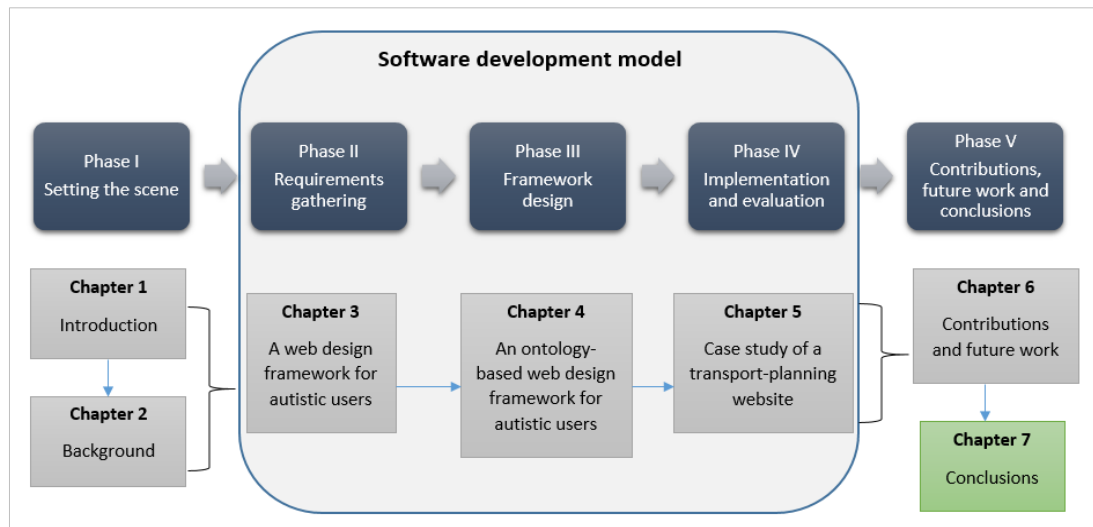 Software development model
Phase I
Setting the scene
Phase II
Requirements
gathering
Phase III
Framework
design
Phase IV
Implementation
and evaluation
Phase V
Contributions,
future work and
conclusions
Chapter 1
Introduction
Chapter 2
Background
Chapter 3
A web design
framework for
autistic users
Chapter 4
An ontology-
based web design
framework for
autistic users
Chapter 5
Case study of a
transport-planning
website
Chapter 6
Contributions
and future work
Chapter 7
Conclusions